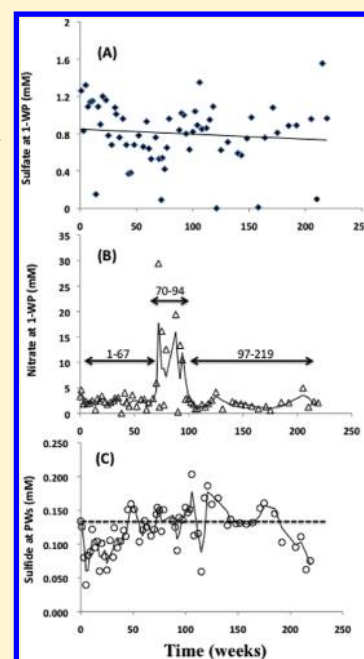 (A)
Sulfate at 1-WP (mM)
2
1.6
1.2
0.8
0.4
0
0 50 100 150 200 250
(B)
Nitrate at 1-WP (mM)
35
30
25
20
15
10
5
0
70-94
1-67
97-219
0 50 100 150 200 250
(C)
Sulfide at PWs (mM)
0.250
0.200
0.150
0.100
0.050
0.000
0 50 100 150 200 250
Time (weeks)